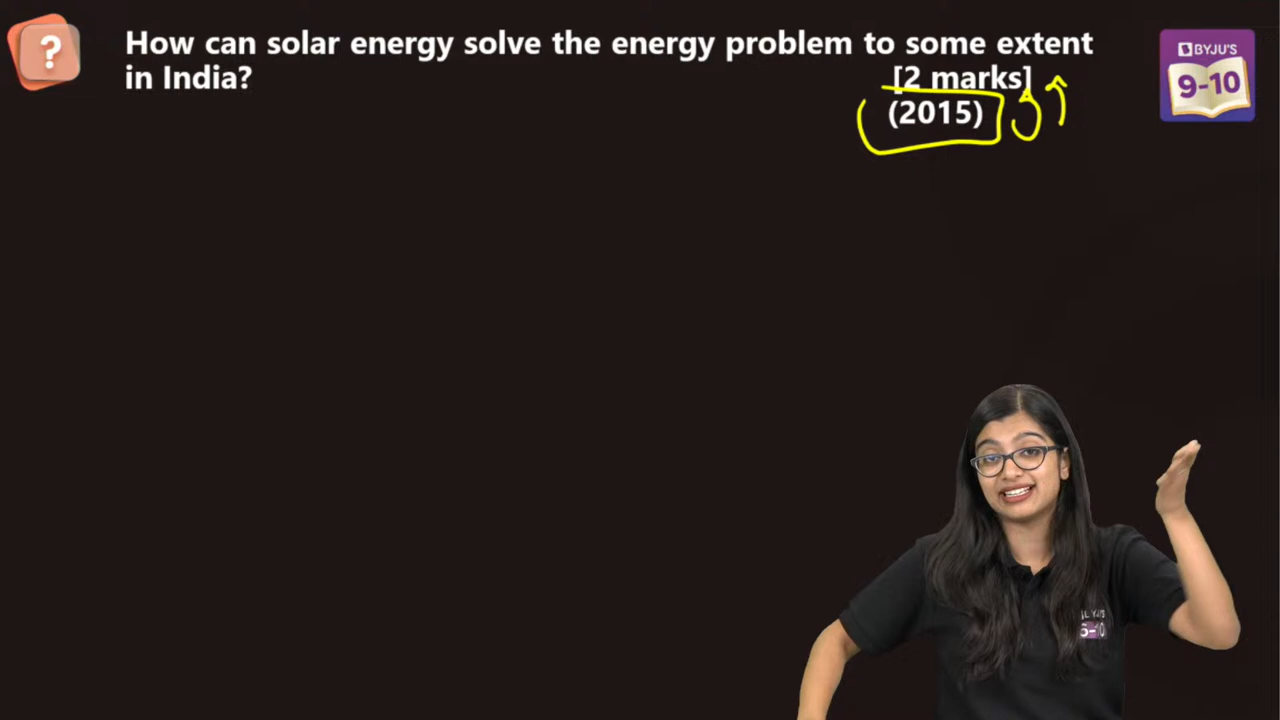 ?
How can solar energy solve the energy problem to some extent
in India?
[2 marks]
(2015)
BYJU'S
9-10